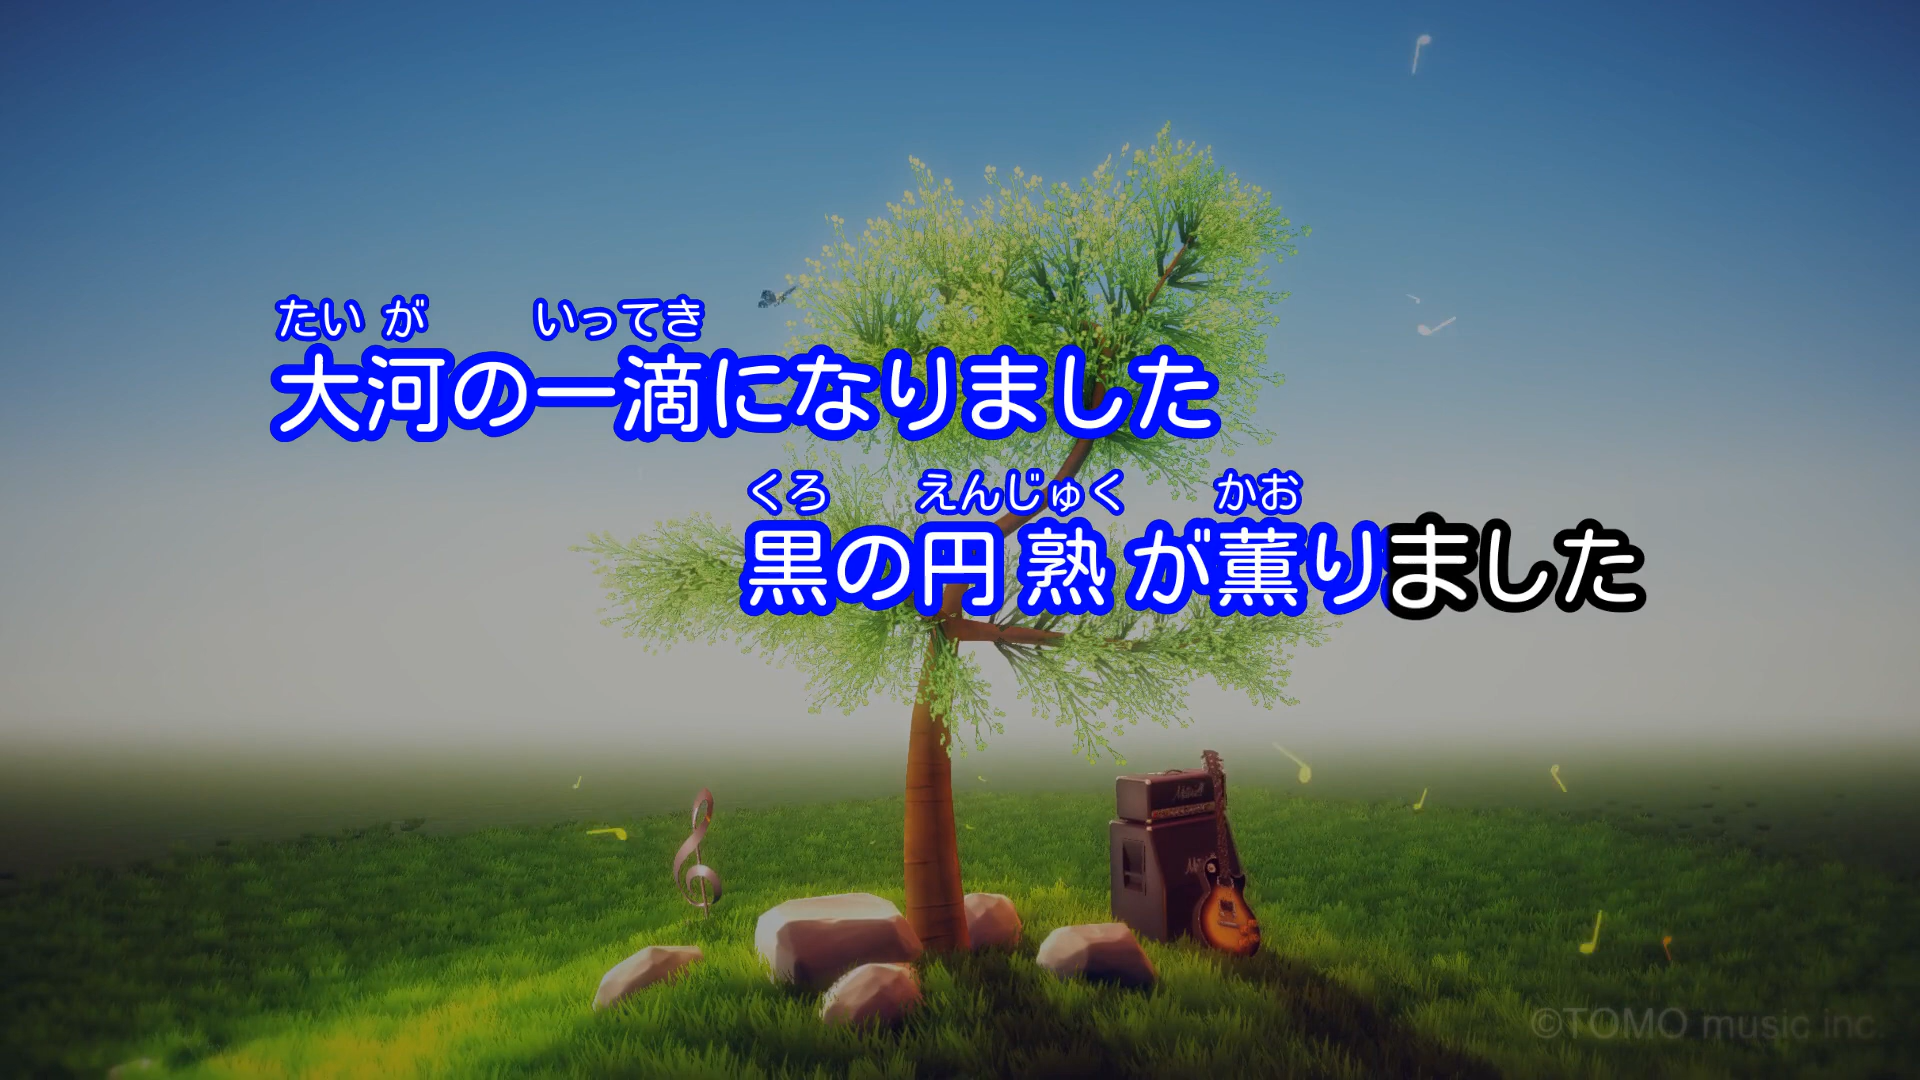 たいが いってき
大河の一滴になりました
くろ えんじゅく かお
黒の円熟が薫りました
Marshall
©TOMO music inc.